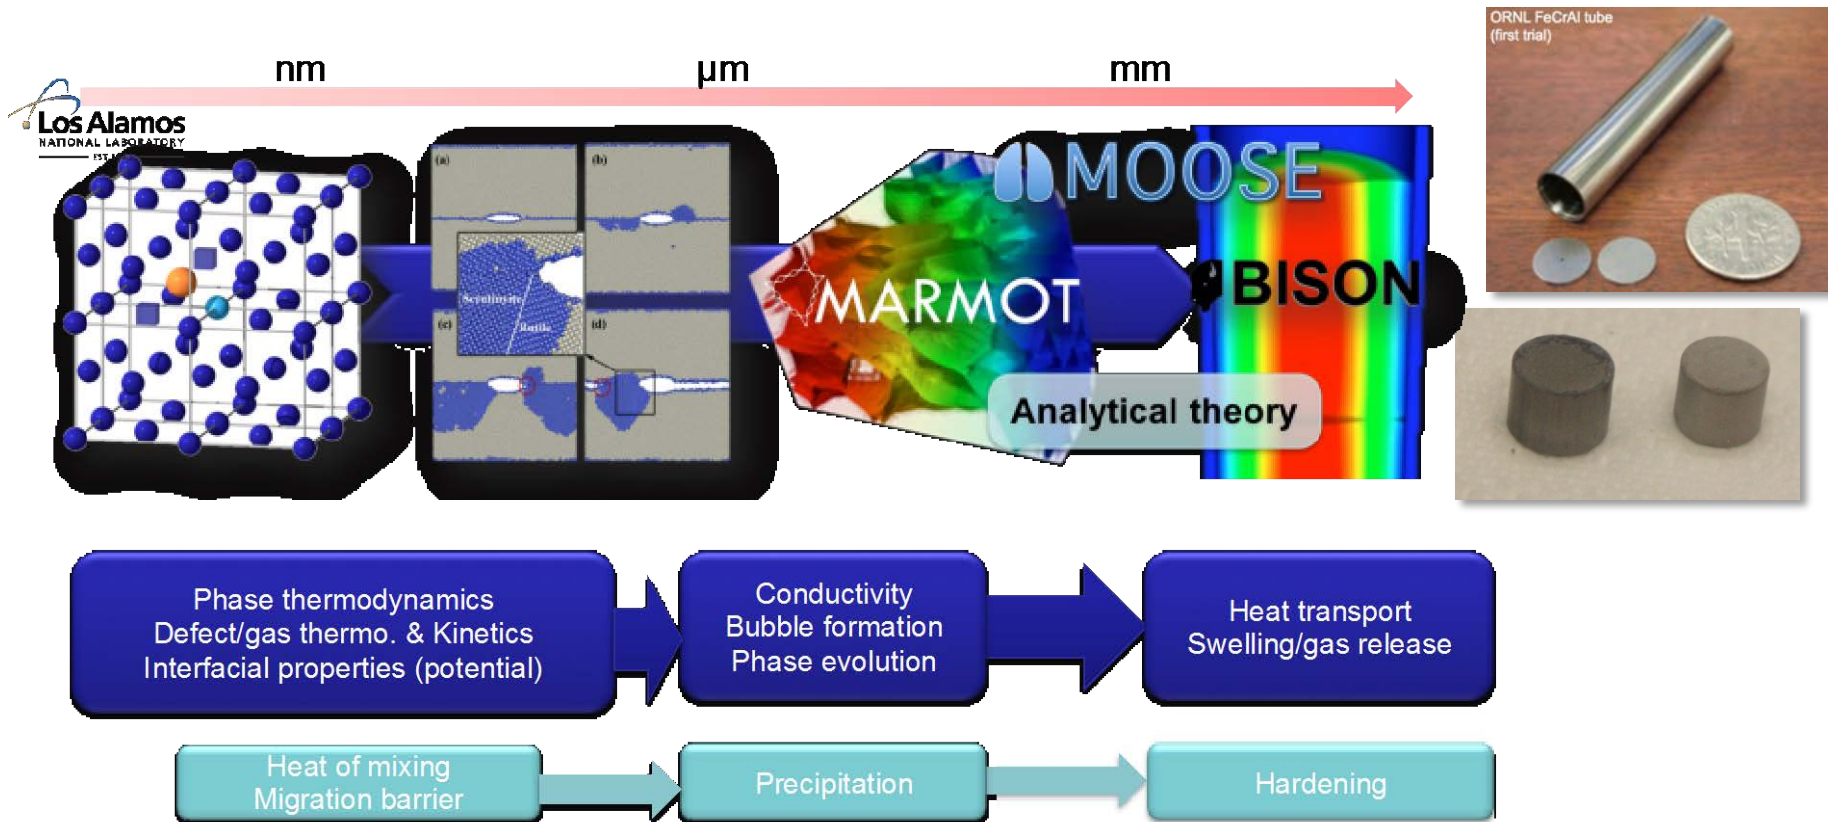 nm
µm
mm
ORNL FeCrAl tube
(first trial)
Los Alamos
NATIONAL LABORATORY
(a)
(b)
MOOSE
Scrutinyite
Rutile
MARMOT
BISON
(c)
(d)
Analytical theory
Phase thermodynamics
Defect/gas thermo. & Kinetics
Interfacial properties (potential)
Conductivity
Bubble formation
Phase evolution
Heat transport
Swelling/gas release
Heat of mixing
Migration barrier
Precipitation
Hardening